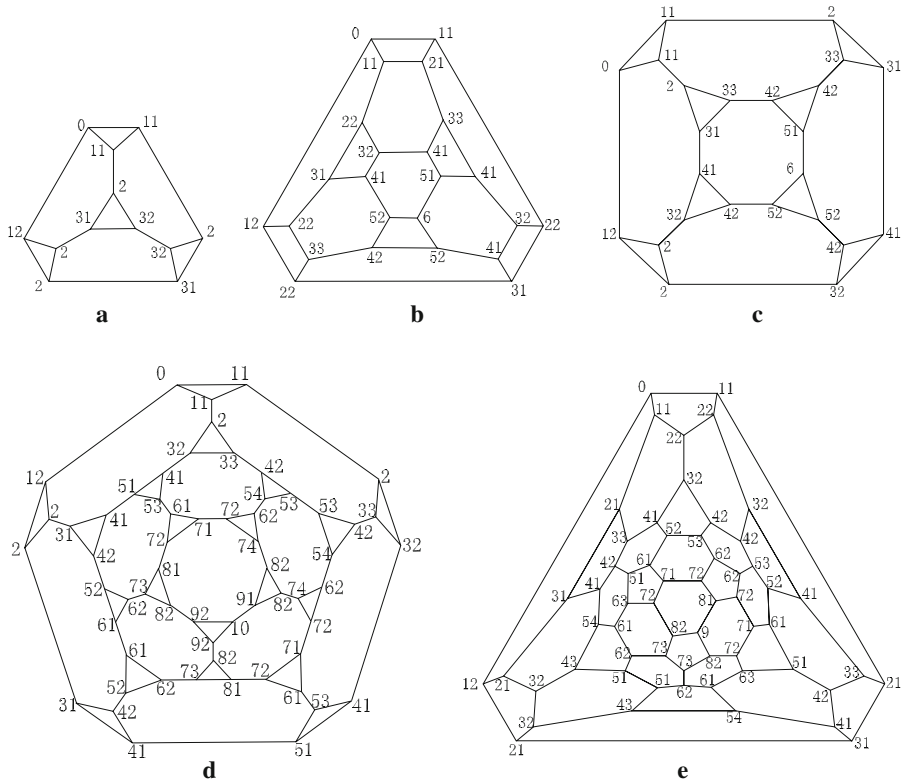 0 11
11
2
31 32
12 2 32 2
2 31
a
0 11
11 21
22 33
32 41
31 41 51 41
12 22 52 6 32 22
33 42 52 41
22 31
b
11 2
0 11 33 31
2 33 42 42
31 51
41 6
32 42 52 52
12 2 42 41
2 32
c
0 11
11
2
32 33
12 51 41 42 2
2 53 61 72 54 53 53 33
31 41 71 62 42 32
42 72 74 54
81 82
52 73 74 62
61 62 82 92 91 82 72
10
61 92 71
82
52 62 73 81 72 61
31 42 53 41
41 51
d
0 11
11 22
22
32
21 41 42 32
33 52 53 42
42 61 62 53
51 71 72 62 52
31 41 63 72 81 72 41
54 61 82 9 71 61
62 73 82 72
43 51 73 63 51 33
12 21 51 62 61 21
32 42
32 43 54 41
21 31
e